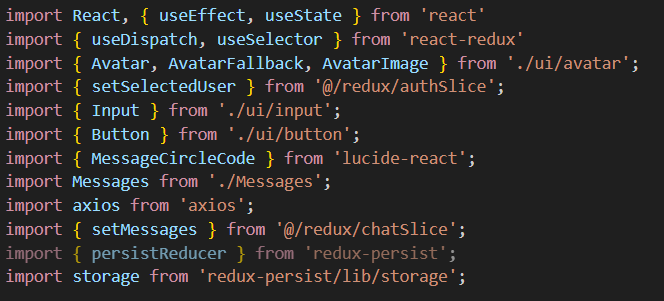 import React, { useEffect, useState } from 'react'
import { useDispatch, useSelector } from 'react-redux'
import { Avatar, AvatarFallback, AvatarImage } from './ui/avatar';
import { setSelectedUser } from '@/redux/authSlice';
import { Input } from './ui/input';
import { Button } from './ui/button';
import { MessageCircleCode } from 'lucide-react';
import Messages from './Messages';
import axios from 'axios';
import { setMessages } from '@/redux/chatSlice';
import { persistReducer } from 'redux-persist';
import storage from 'redux-persist/lib/storage';